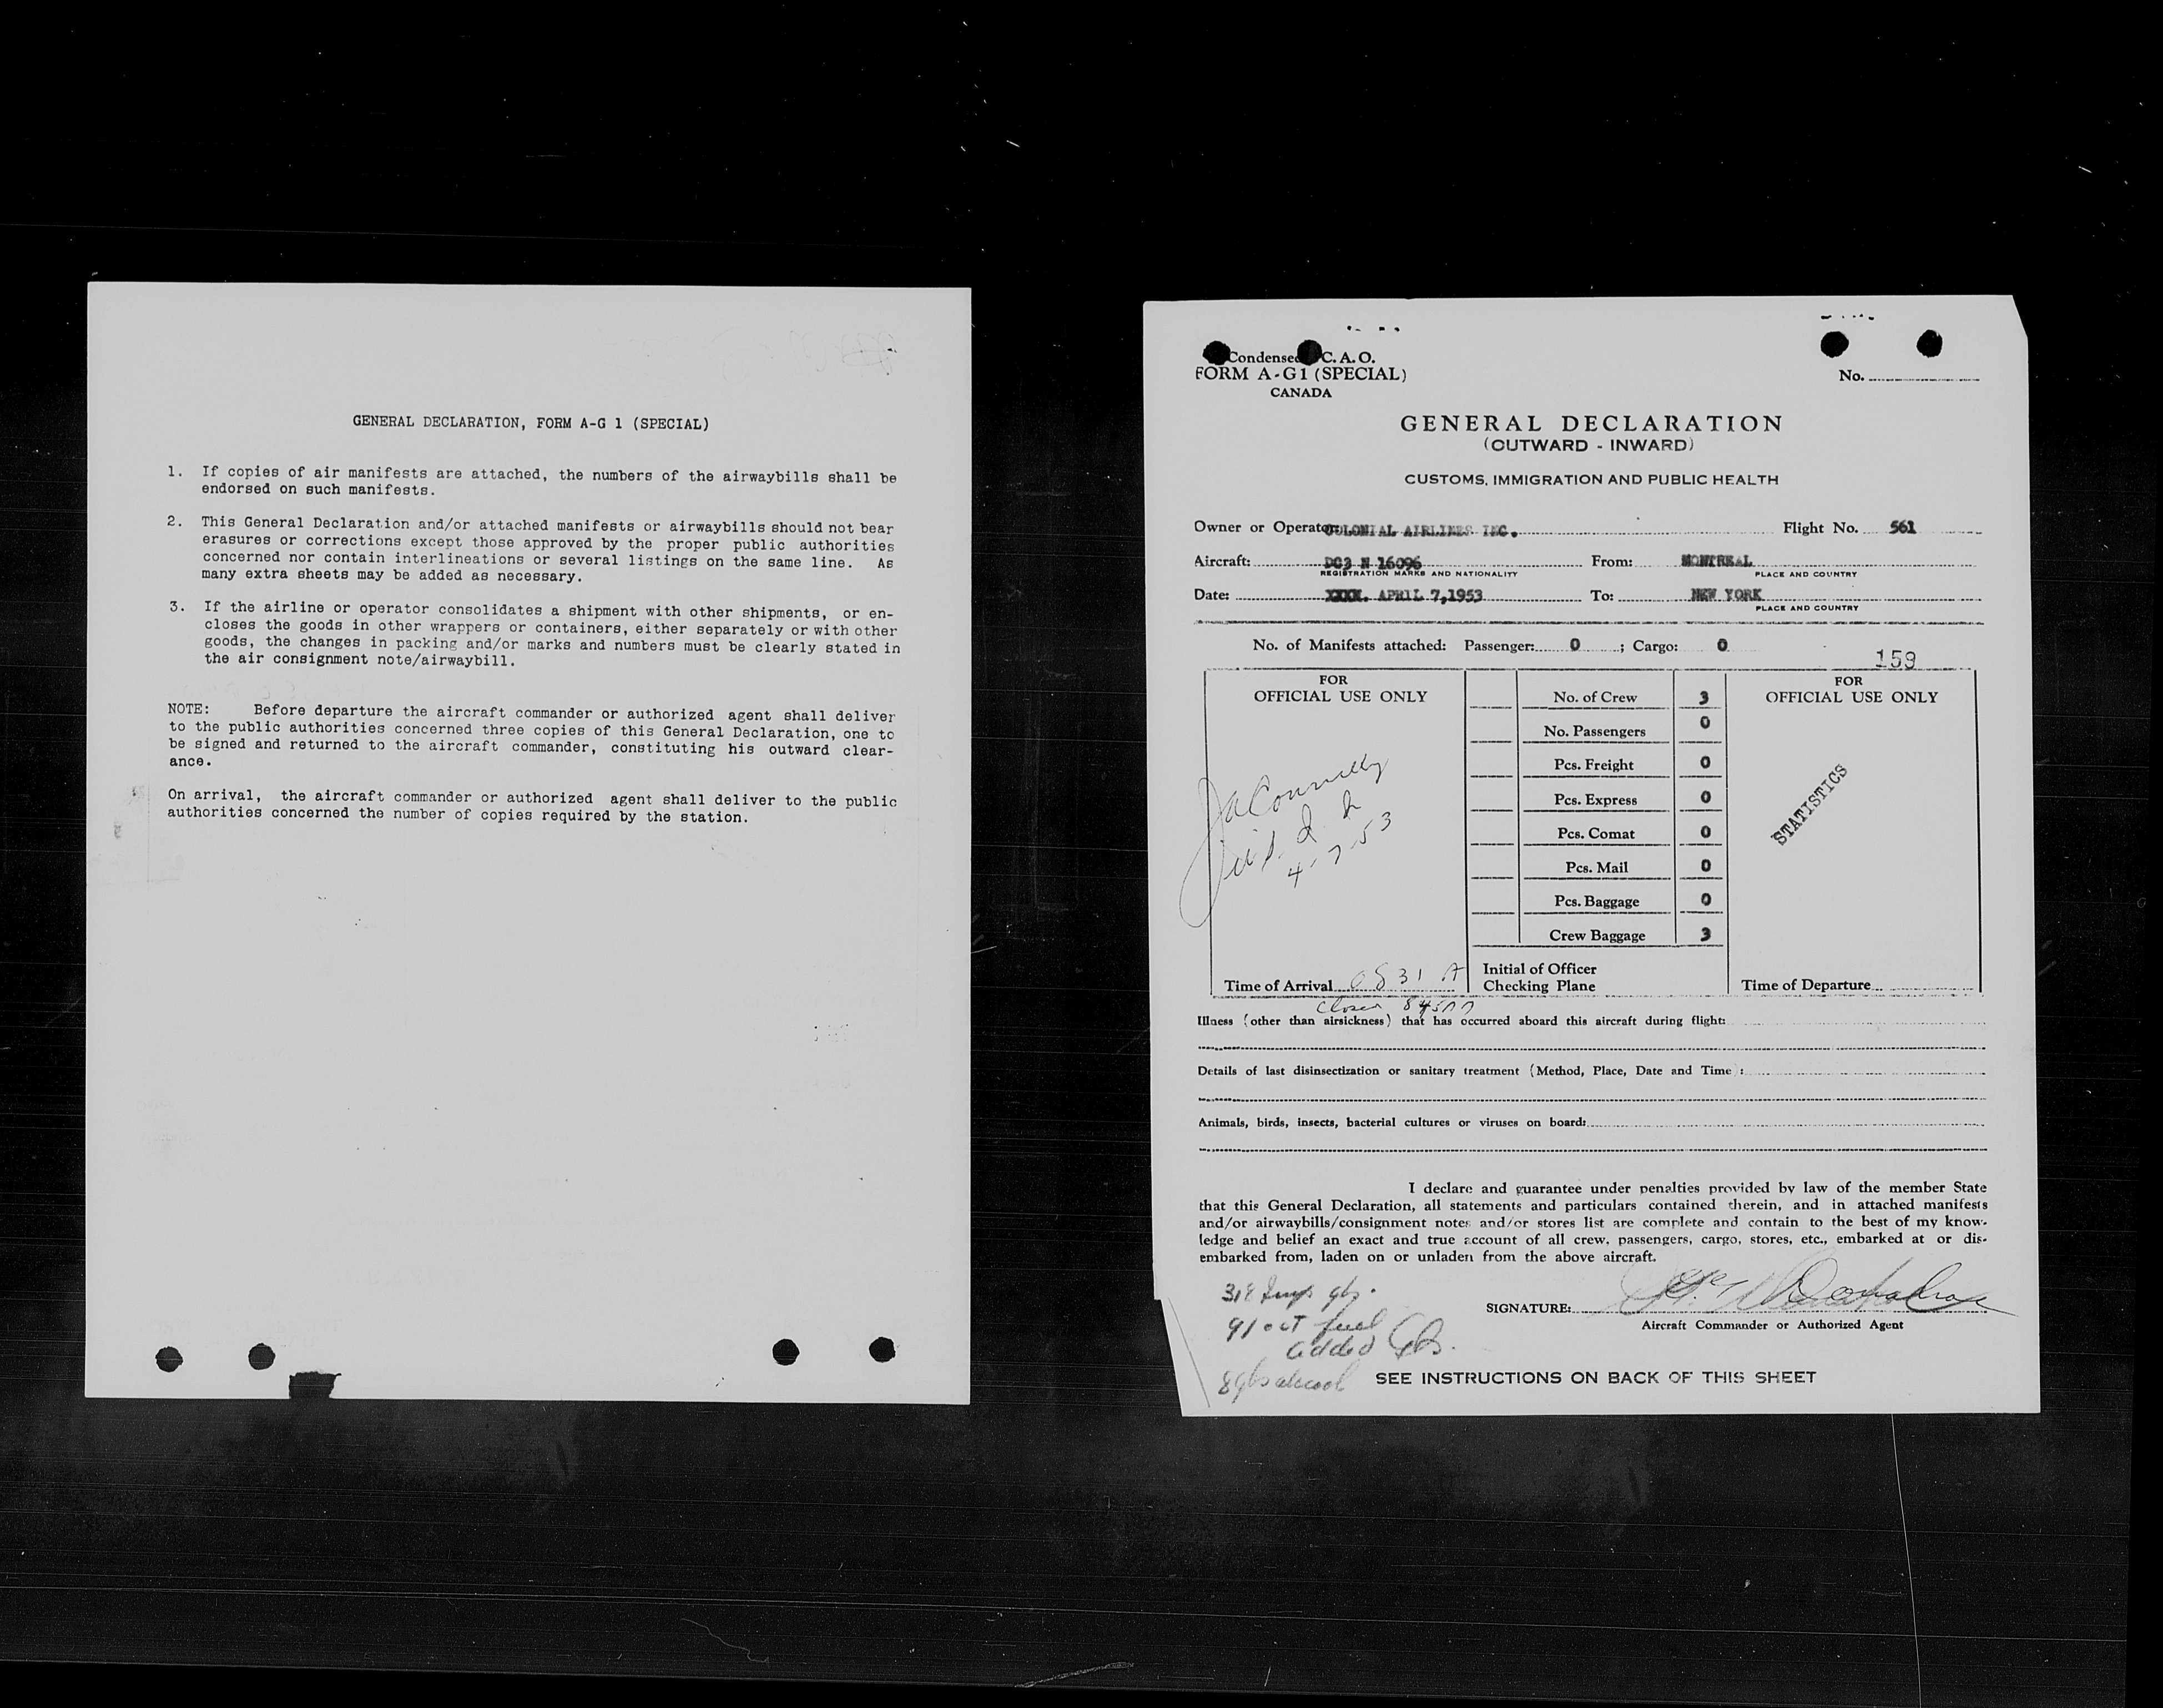 GENERAL DECLARATION, FORM A-G 1 (SPECIAL)
1. If copies of air manifests are attached, the numbers of the airwaybills shall be
endorsed on such manifests.
2. This General Declaration and/or attached manifests or airwaybills should not bear
erasures or corrections except those approved by the proper public authorities
concerned nor contain interlineations or several listings on the same line. As
many extra sheets may be added as necessary.
3. If the airline or operator consolidates a shipment with other shipments, or en-
closes the goods in other wrappers or containers, either separately or with other
goods, the changes in packing and/or marks and numbers must be clearly stated in
the air consignment note/airwaybill.
NOTE: Before departure the aircraft commander or authorized agent shall deliver
to the public authorities concerned three copies of this General Declaration, one to
be signed and returned to the aircraft commander, constituting his outward clear-
ance.
On arrival, the aircraft commander or authorized agent shall deliver to the public
authorities concerned the number of copies required by the station.
Condensed C.A.O.
FORM A-G1 (SPECIAL)
CANADA
No.
GENERAL DECLARATION
(OUTWARD - INWARD)
CUSTOMS, IMMIGRATION AND PUBLIC HEALTH
Owner or Operator COLONIAL AIRLINES INC. Flight No. 561
Aircraft: DC3 N 16096 From: MONTREAL
REGISTRATION MARKS AND NATIONALITY PLACE AND COUNTRY
Date: XXXX. APRIL 7,1953 To: NEW YORK
PLACE AND COUNTRY
No. of Manifests attached: Passenger: 0 ; Cargo: 0
159
FOR
OFFICIAL USE ONLY
4-7-53
Time of Arrival 0831 A
No. of Crew 3
No. Passengers 0
Pcs. Freight 0
Pcs. Express 0
Pcs. Comat 0
Pcs. Mail 0
Pcs. Baggage 0
Crew Baggage 3
Initial of Officer
Checking Plane
FOR
OFFICIAL USE ONLY
STATISTICS
Time of Departure
Illness (other than airsickness) that has occurred aboard this aircraft during flight:
Details of last disinsectization or sanitary treatment (Method, Place, Date and Time):
Animals, birds, insects, bacterial cultures or viruses on board:
I declare and guarantee under penalties provided by law of the member State
that this General Declaration, all statements and particulars contained therein, and in attached manifests
and/or airwaybills/consignment notes and/or stores list are complete and contain to the best of my know-
ledge and belief an exact and true account of all crew, passengers, cargo, stores, etc., embarked at or dis-
embarked from, laden on or unladen from the above aircraft.
91 oct fuel
added
SIGNATURE:
Aircraft Commander or Authorized Agent
SEE INSTRUCTIONS ON BACK OF THIS SHEET